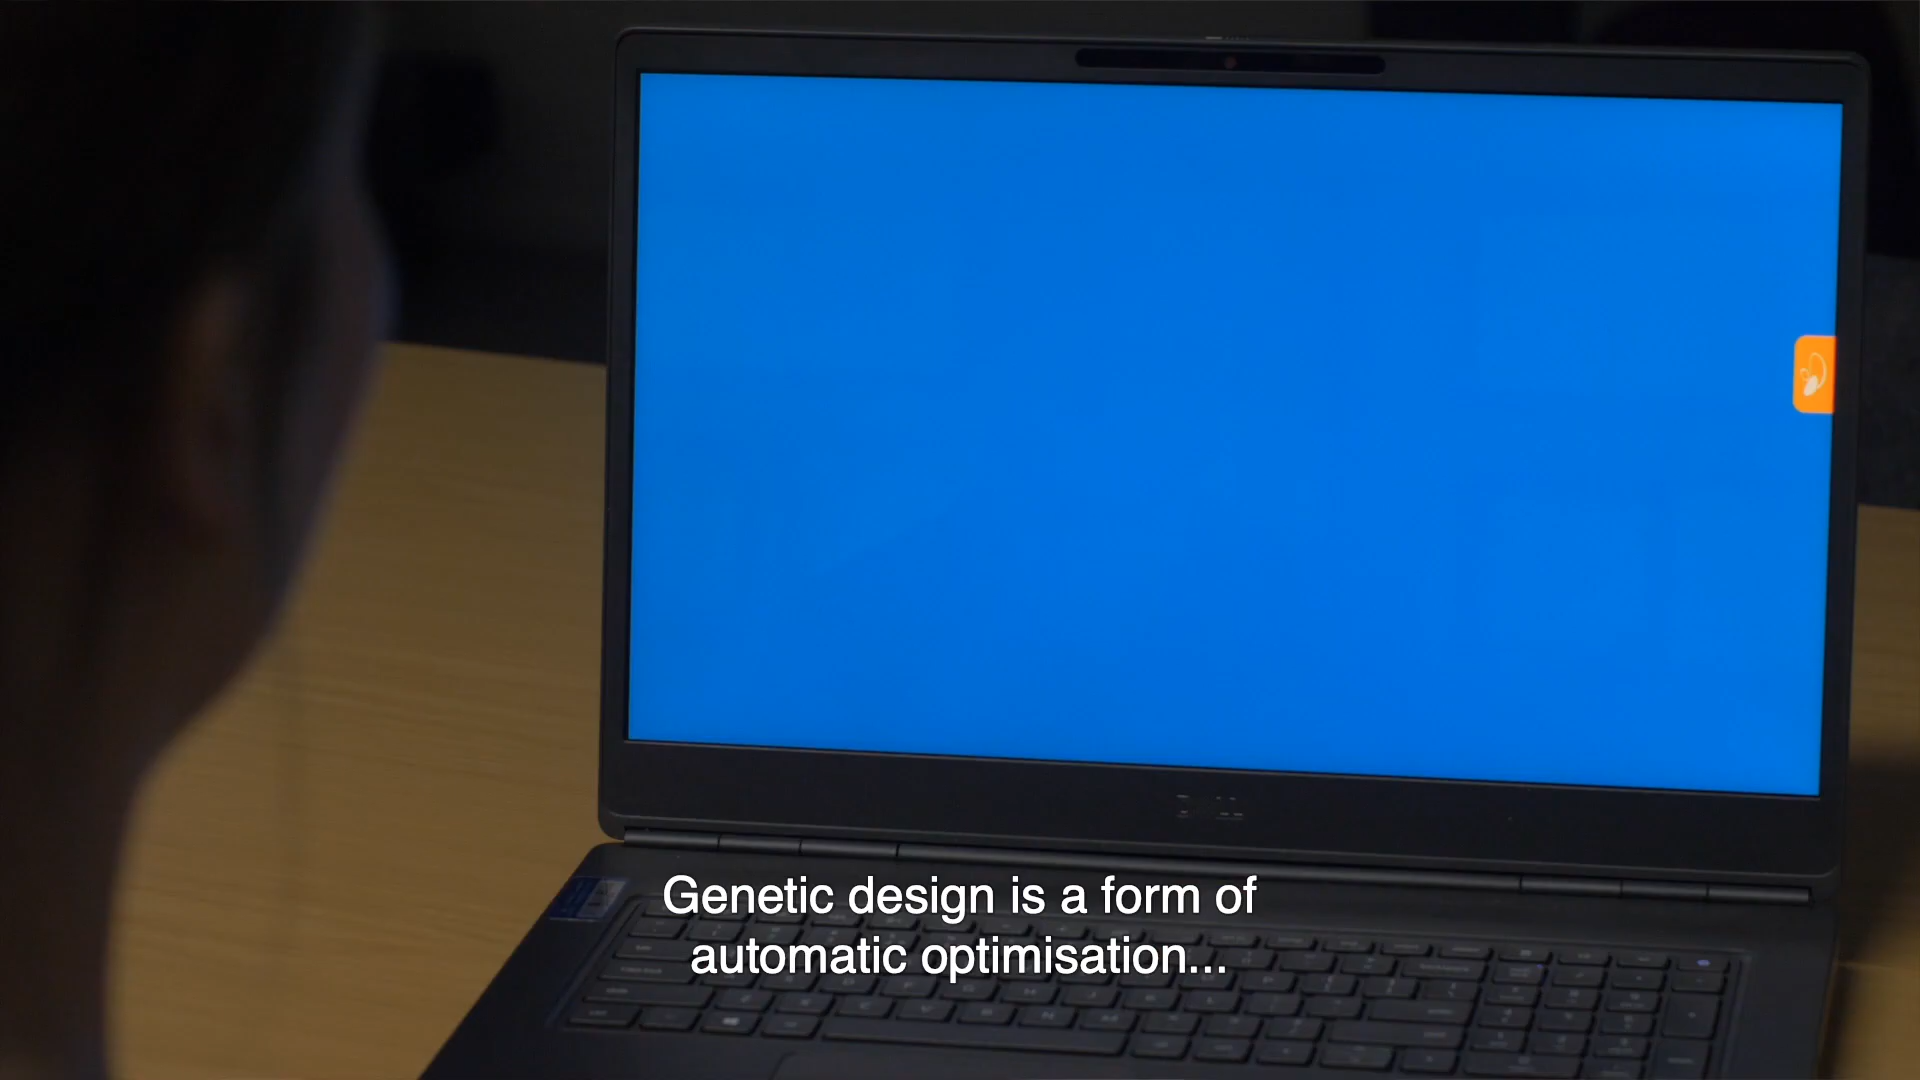 Genetic design is a form of
automatic optimisation...